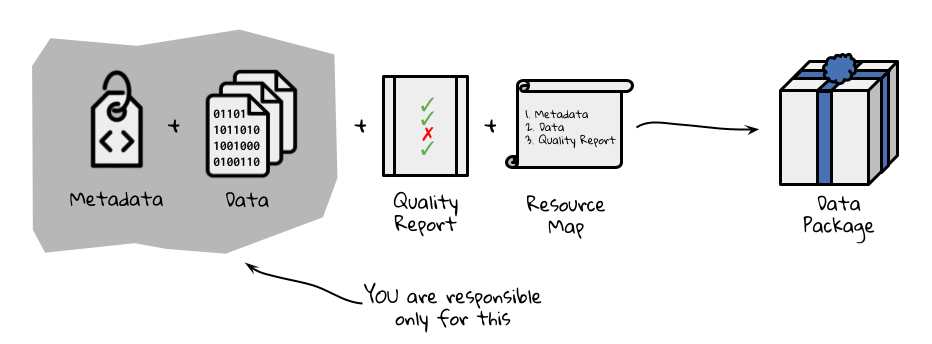 01101
1011010
1001000
0100110
1. Metadata
2. Data
3. Quality Report
+
+
+
Metadata
Data
Quality
Report
Resource
Map
Data
Package
You are responsible
only for this